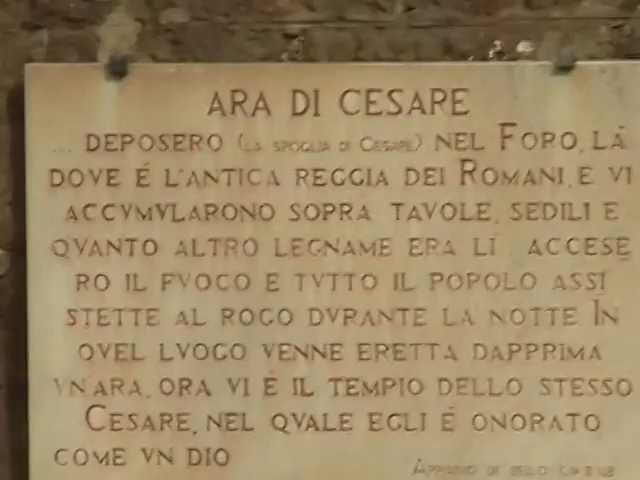 ARA DI CESARE
... DEPOSERO (LA SPOGLIA DI CESARE) NEL FORO, LÀ
DOVE É L'ANTICA REGGIA DEI ROMANI, E VI
ACCVMVLARONO SOPRA TAVOLE, SEDILI E
QVANTO ALTRO LEGNAME ERA LÌ. ACCESE
RO IL FVOCO E TVTTO IL POPOLO ASSI
STETTE AL ROGO DVRANTE LA NOTTE. IN
QVEL LVOGO VENNE ERETTA DAPPRIMA
VN'ARA, ORA VI É IL TEMPIO DELLO STESSO
CESARE, NEL QVALE EGLI É ONORATO
COME VN DIO
APPIANO